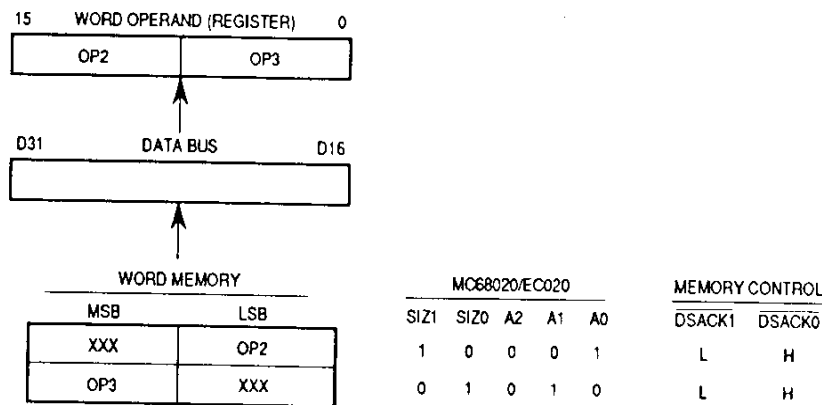 15 WORD OPERAND (REGISTER) 0
OP2 OP3
D31 DATA BUS D16
WORD MEMORY
MSB LSB
XXX OP2
OP3 XXX
MC68020/EC020
SIZ1 SIZ0 A2 A1 A0
1 0 0 0 1
0 1 0 1 0
MEMORY CONTROL
DSACK1 DSACK0
L H
L H